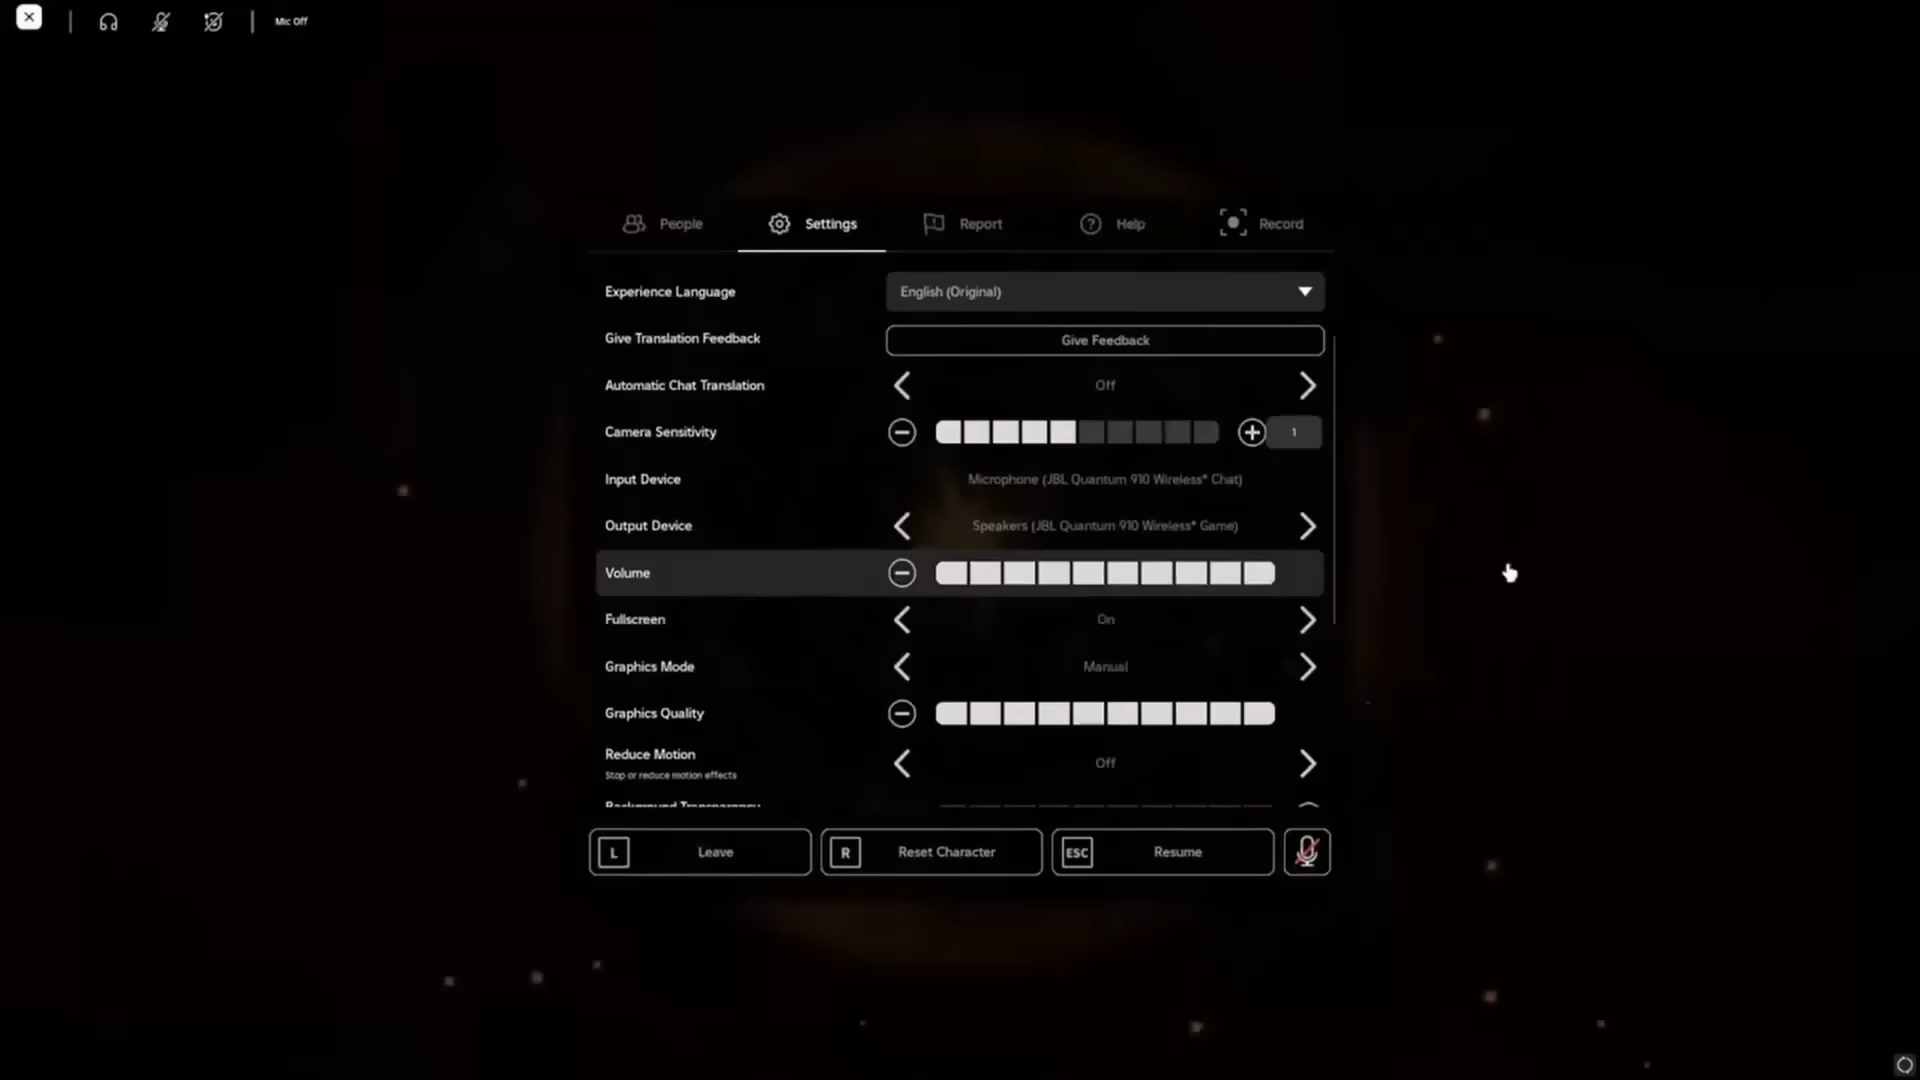 Mic Off
People
Settings
Report
Help
Record
Experience Language
English (Original)
Give Translation Feedback
Give Feedback
Automatic Chat Translation
Off
Camera Sensitivity
1
Input Device
Microphone (JBL Quantum 910 Wireless* Chat)
Output Device
Speakers (JBL Quantum 910 Wireless* Game)
Volume
Fullscreen
On
Graphics Mode
Manual
Graphics Quality
Reduce Motion
Off
Stop or reduce motion effects
Background Transparency
L
Leave
R
Reset Character
ESC
Resume